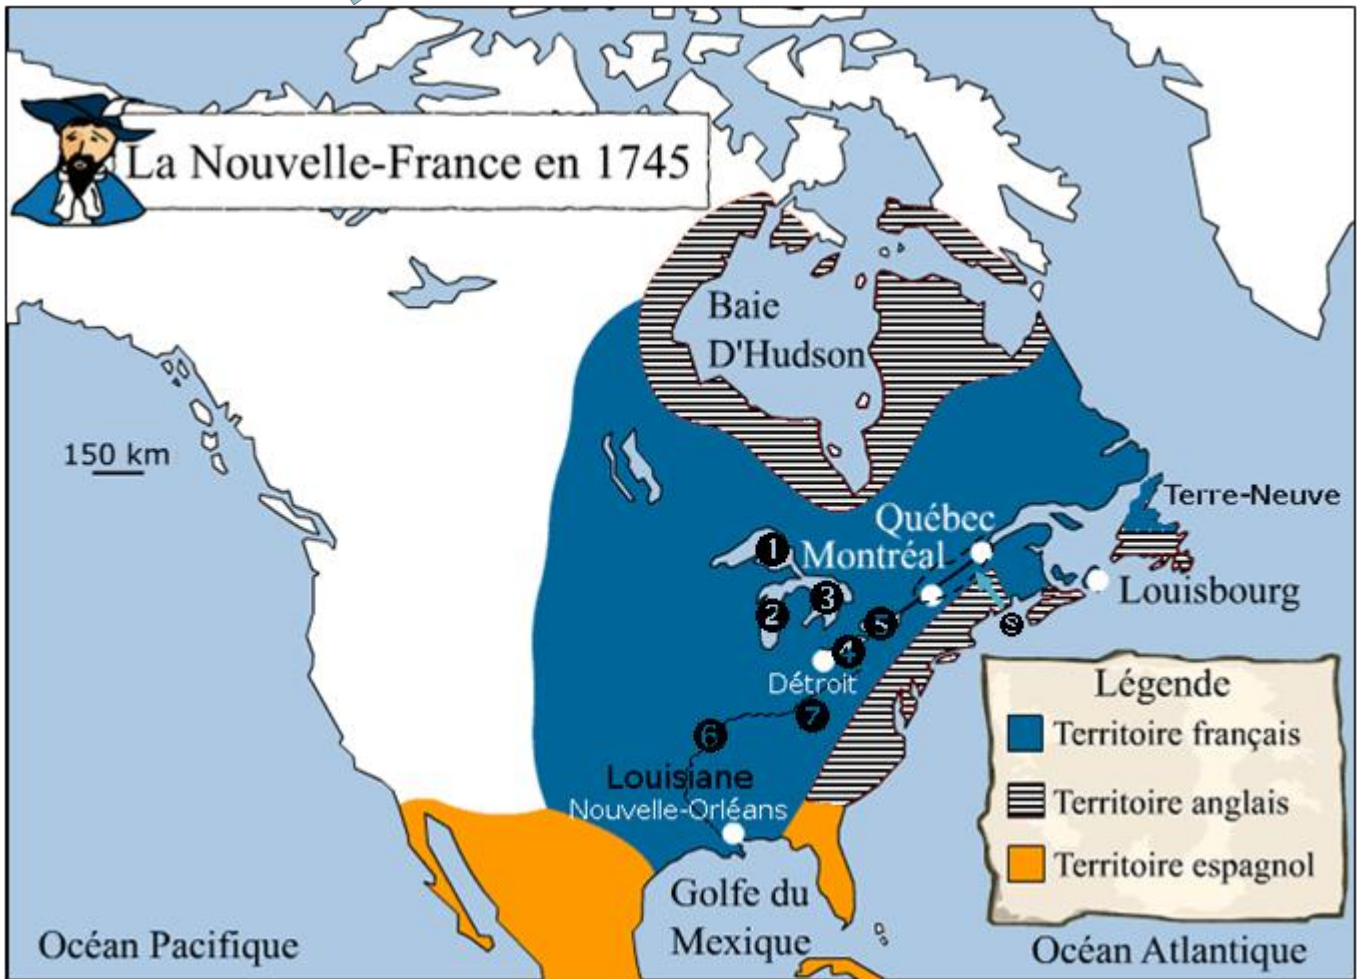 La Nouvelle-France en 1745
Baie
D'Hudson
150 km
Terre-Neuve
Québec
Montréal
Louisbourg
1
2
3
5
4
Détroit
7
6
Louisiane
Nouvelle-Orléans
Golfe du
Mexique
Océan Pacifique
Océan Atlantique
Légende
Territoire français
Territoire anglais
Territoire espagnol